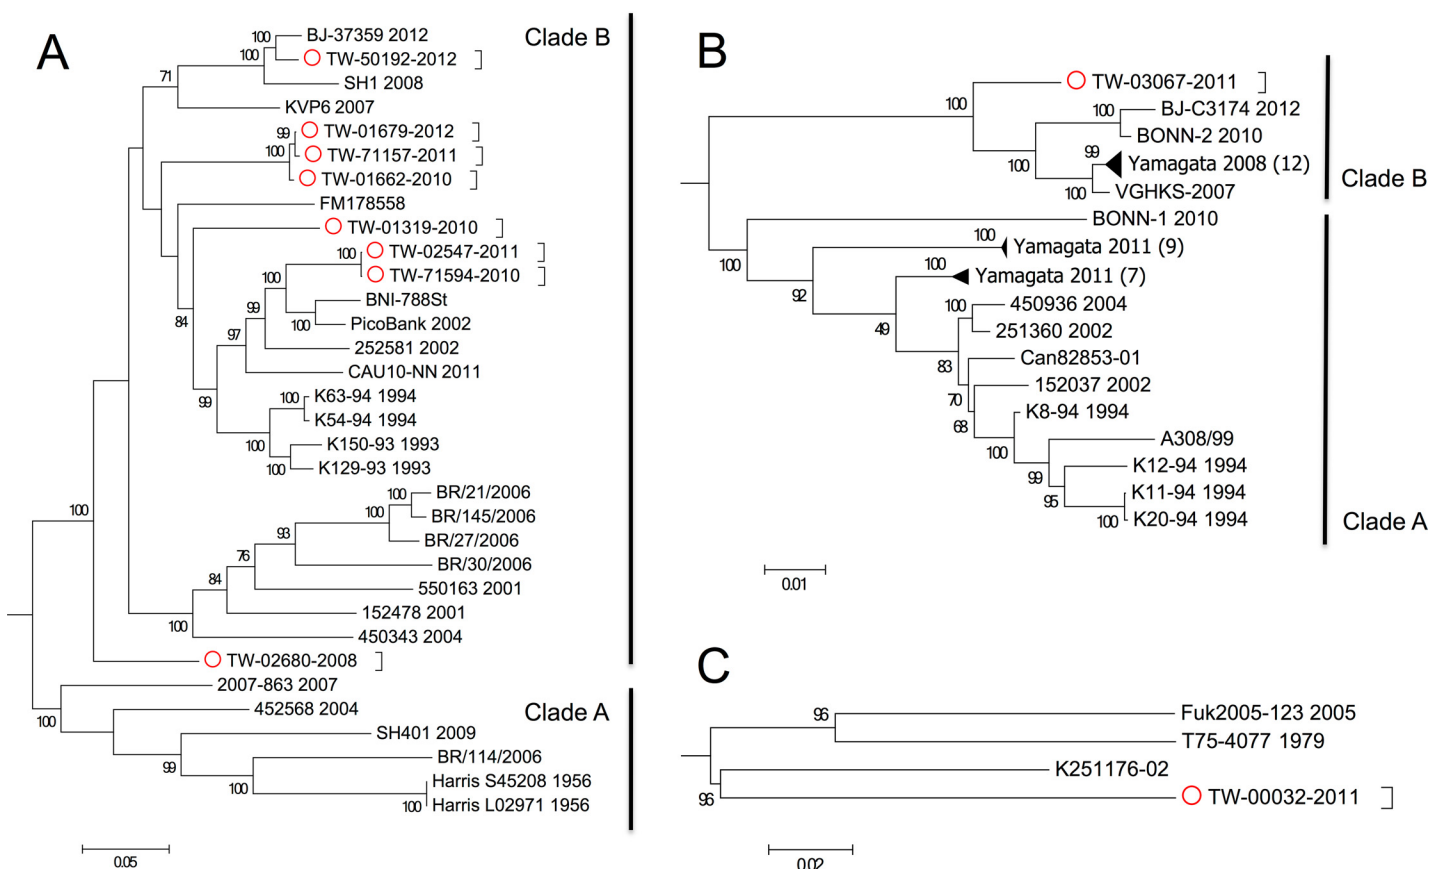 A
Clade B
100
BJ-37359 2012
100
TW-50192-2012
SH1 2008
71
KVP6 2007
99
TW-01679-2012
100
TW-71157-2011
TW-01662-2010
FM178558
TW-01319-2010
100
TW-02547-2011
TW-71594-2010
100
BNI-788St
100
PicoBank 2002
99
252581 2002
97
CAU10-NN 2011
84
99
100
K63-94 1994
K54-94 1994
100
K150-93 1993
100
K129-93 1993
100
BR/21/2006
BR/145/2006
100
BR/27/2006
93
BR/30/2006
76
550163 2001
84
152478 2001
100
450343 2004
100
TW-02680-2008
2007-863 2007
100
452568 2004
Clade A
SH401 2009
99
BR/114/2006
100
Harris S45208 1956
100
Harris L02971 1956
0.05
B
TW-03067-2011
100
100
BJ-C3174 2012
BONN-2 2010
100
99
Yamagata 2008 (12)
100
VGHKS-2007
Clade B
BONN-1 2010
100
100
Yamagata 2011 (9)
92
100
Yamagata 2011 (7)
49
100
450936 2004
251360 2002
83
Can82853-01
70
152037 2002
68
K8-94 1994
100
A308/99
99
K12-94 1994
95
K11-94 1994
100
K20-94 1994
Clade A
0.01
C
96
Fuk2005-123 2005
T75-4077 1979
K251176-02
96
TW-00032-2011
0.02